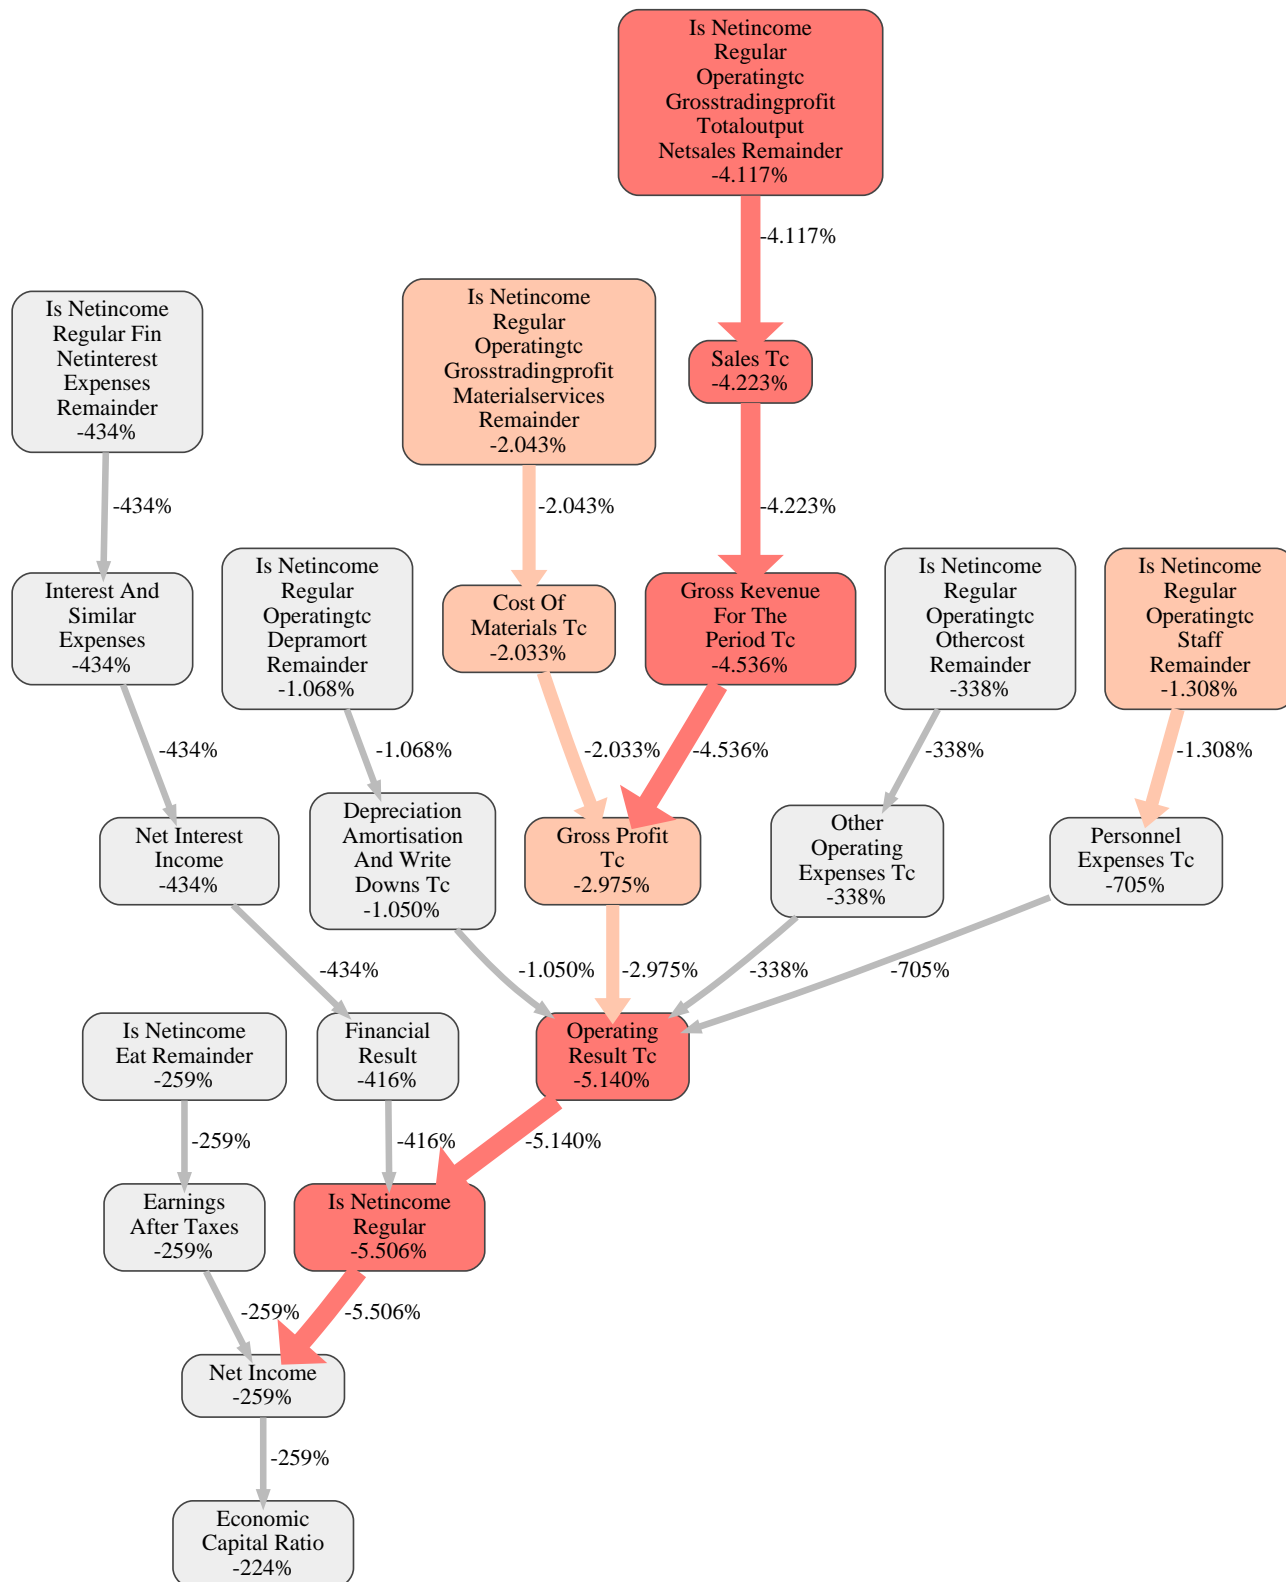 Is Netincome
Regular
Operatingtc
Grosstradingprofit
Totaloutput
Netsales Remainder
-4.117%
-4.117%
Is Netincome
Regular Fin
Netinterest
Expenses
Remainder
-434%
Is Netincome
Regular
Operatingtc
Grosstradingprofit
Materialservices
Remainder
-2.043%
Sales Tc
-4.223%
-434%
-2.043%
-4.223%
Interest And
Similar
Expenses
-434%
Is Netincome
Regular
Operatingtc
Depramort
Remainder
-1.068%
Cost Of
Materials Tc
-2.033%
Gross Revenue
For The
Period Tc
-4.536%
Is Netincome
Regular
Operatingtc
Othercost
Remainder
-338%
Is Netincome
Regular
Operatingtc
Staff
Remainder
-1.308%
-434%
-1.068%
-2.033%
-4.536%
-338%
-1.308%
Net Interest
Income
-434%
Depreciation
Amortisation
And Write
Downs Tc
-1.050%
Gross Profit
Tc
-2.975%
Other
Operating
Expenses Tc
-338%
Personnel
Expenses Tc
-705%
-434%
-1.050%
-2.975%
-338%
-705%
Is Netincome
Eat Remainder
-259%
Financial
Result
-416%
Operating
Result Tc
-5.140%
-259%
-416%
-5.140%
Earnings
After Taxes
-259%
Is Netincome
Regular
-5.506%
-259%
-5.506%
Net Income
-259%
-259%
Economic
Capital Ratio
-224%